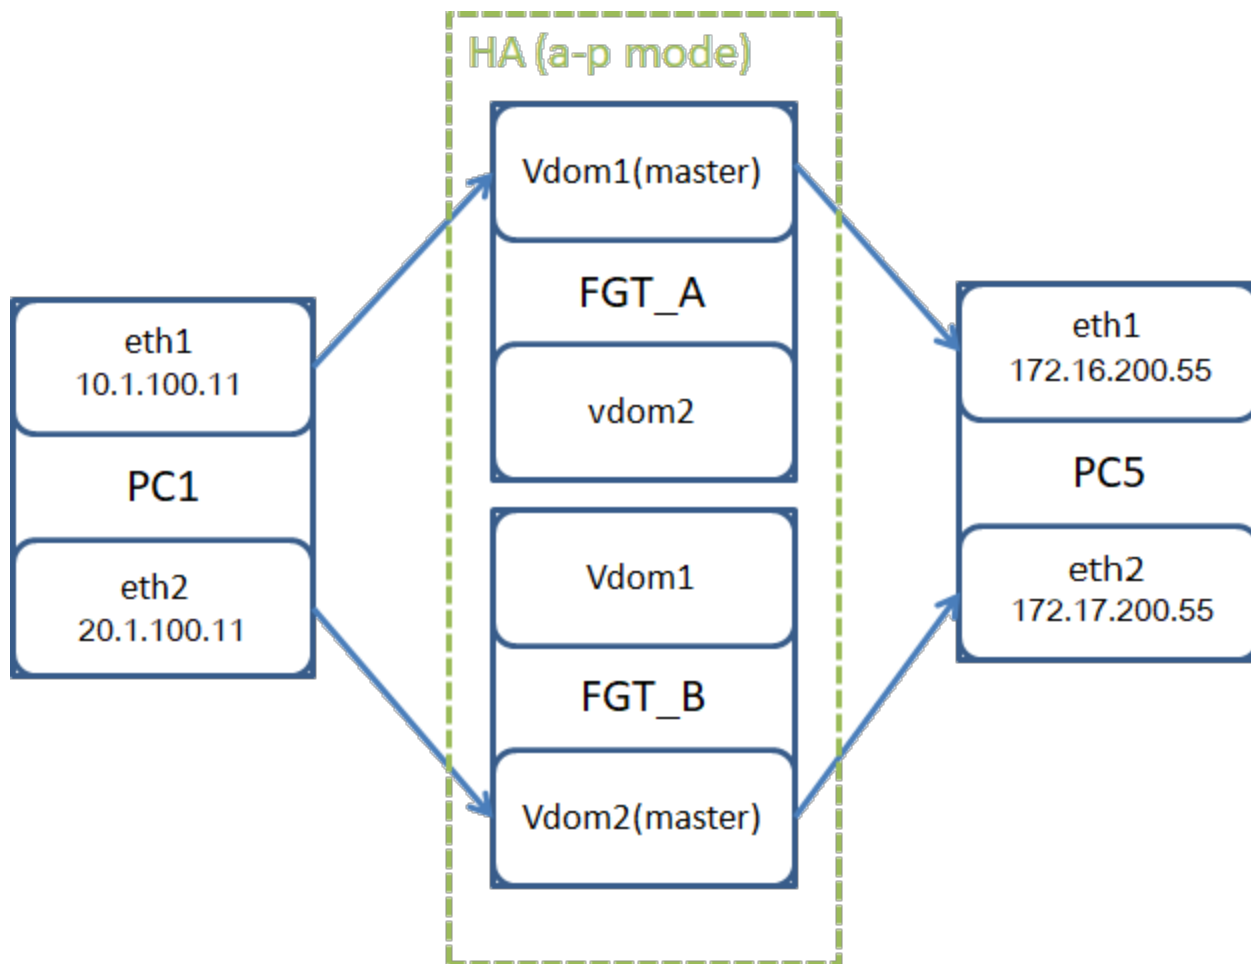 HA (a-p mode)
Vdom1(master)
FGT_A
vdom2
eth1
10.1.100.11
PC1
eth2
20.1.100.11
Vdom1
FGT_B
Vdom2(master)
eth1
172.16.200.55
PC5
eth2
172.17.200.55